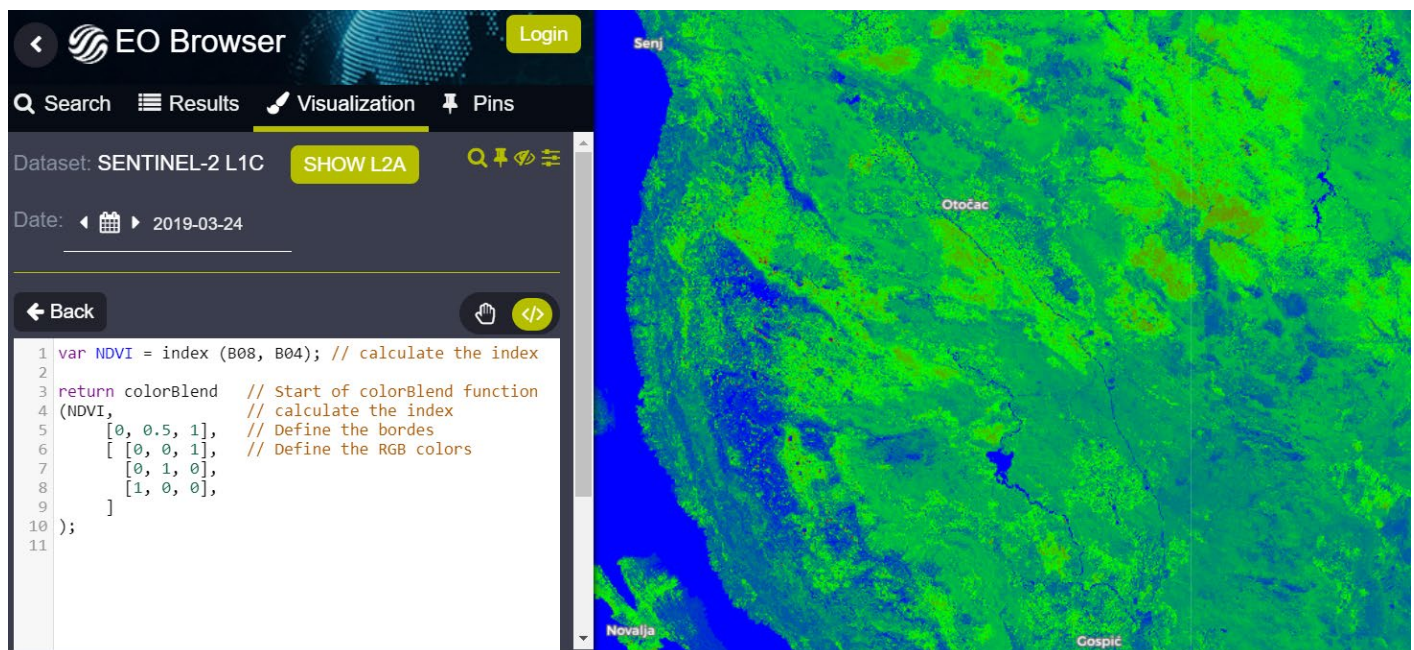 EO Browser
Login
Search Results Visualization Pins
Dataset: SENTINEL-2 L1C SHOW L2A
Date: 2019-03-24
Back </>
1 var NDVI = index (B08, B04); // calculate the index
2
3 return colorBlend // Start of colorBlend function
4 (NDVI, // calculate the index
5 [0, 0.5, 1], // Define the bordes
6 [ [0, 0, 1], // Define the RGB colors
7 [0, 1, 0],
8 [1, 0, 0],
9 ]
10 );
11
Senj
Otočac
Novalja
Gospić